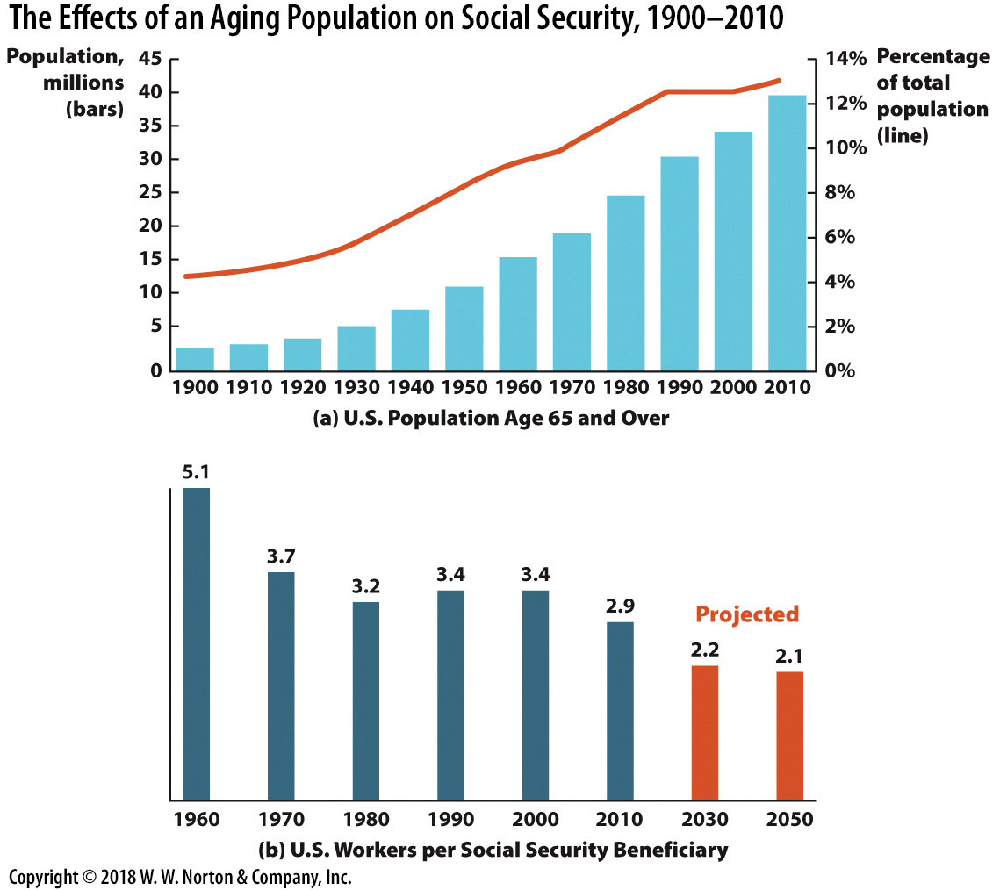 The Effects of an Aging Population on Social Security, 1900–2010
Population,
millions
(bars)
45
40
35
30
25
20
15
10
5
0
14%
12%
10%
8%
6%
4%
2%
0%
Percentage
of total
population
(line)
1900 1910 1920 1930 1940 1950 1960 1970 1980 1990 2000 2010
(a) U.S. Population Age 65 and Over
5.1
3.7
3.2
3.4
3.4
2.9
Projected
2.2
2.1
1960 1970 1980 1990 2000 2010 2030 2050
(b) U.S. Workers per Social Security Beneficiary
Copyright © 2018 W. W. Norton & Company, Inc.